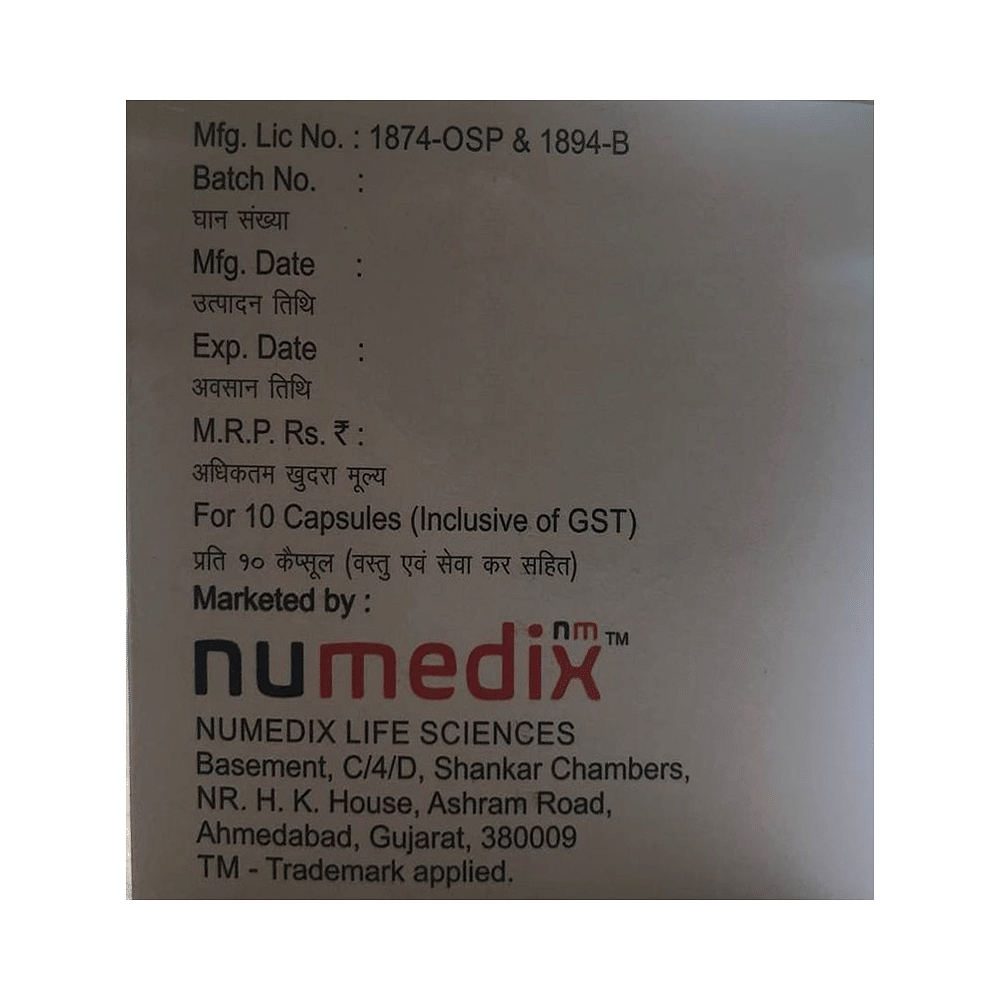 Mfg. Lic No. : 1874-OSP & 1894-B
Batch No. :
घान संख्या
Mfg. Date :
उत्पादन तिथि
Exp. Date :
अवसान तिथि
M.R.P. Rs. ₹ :
अधिकतम खुदरा मूल्य
For 10 Capsules (Inclusive of GST)
प्रति १० कैप्सूल (वस्तु एवं सेवा कर सहित)
Marketed by :
nm
numedix™
NUMEDIX LIFE SCIENCES
Basement, C/4/D, Shankar Chambers,
NR. H. K. House, Ashram Road,
Ahmedabad, Gujarat, 380009
TM - Trademark applied.